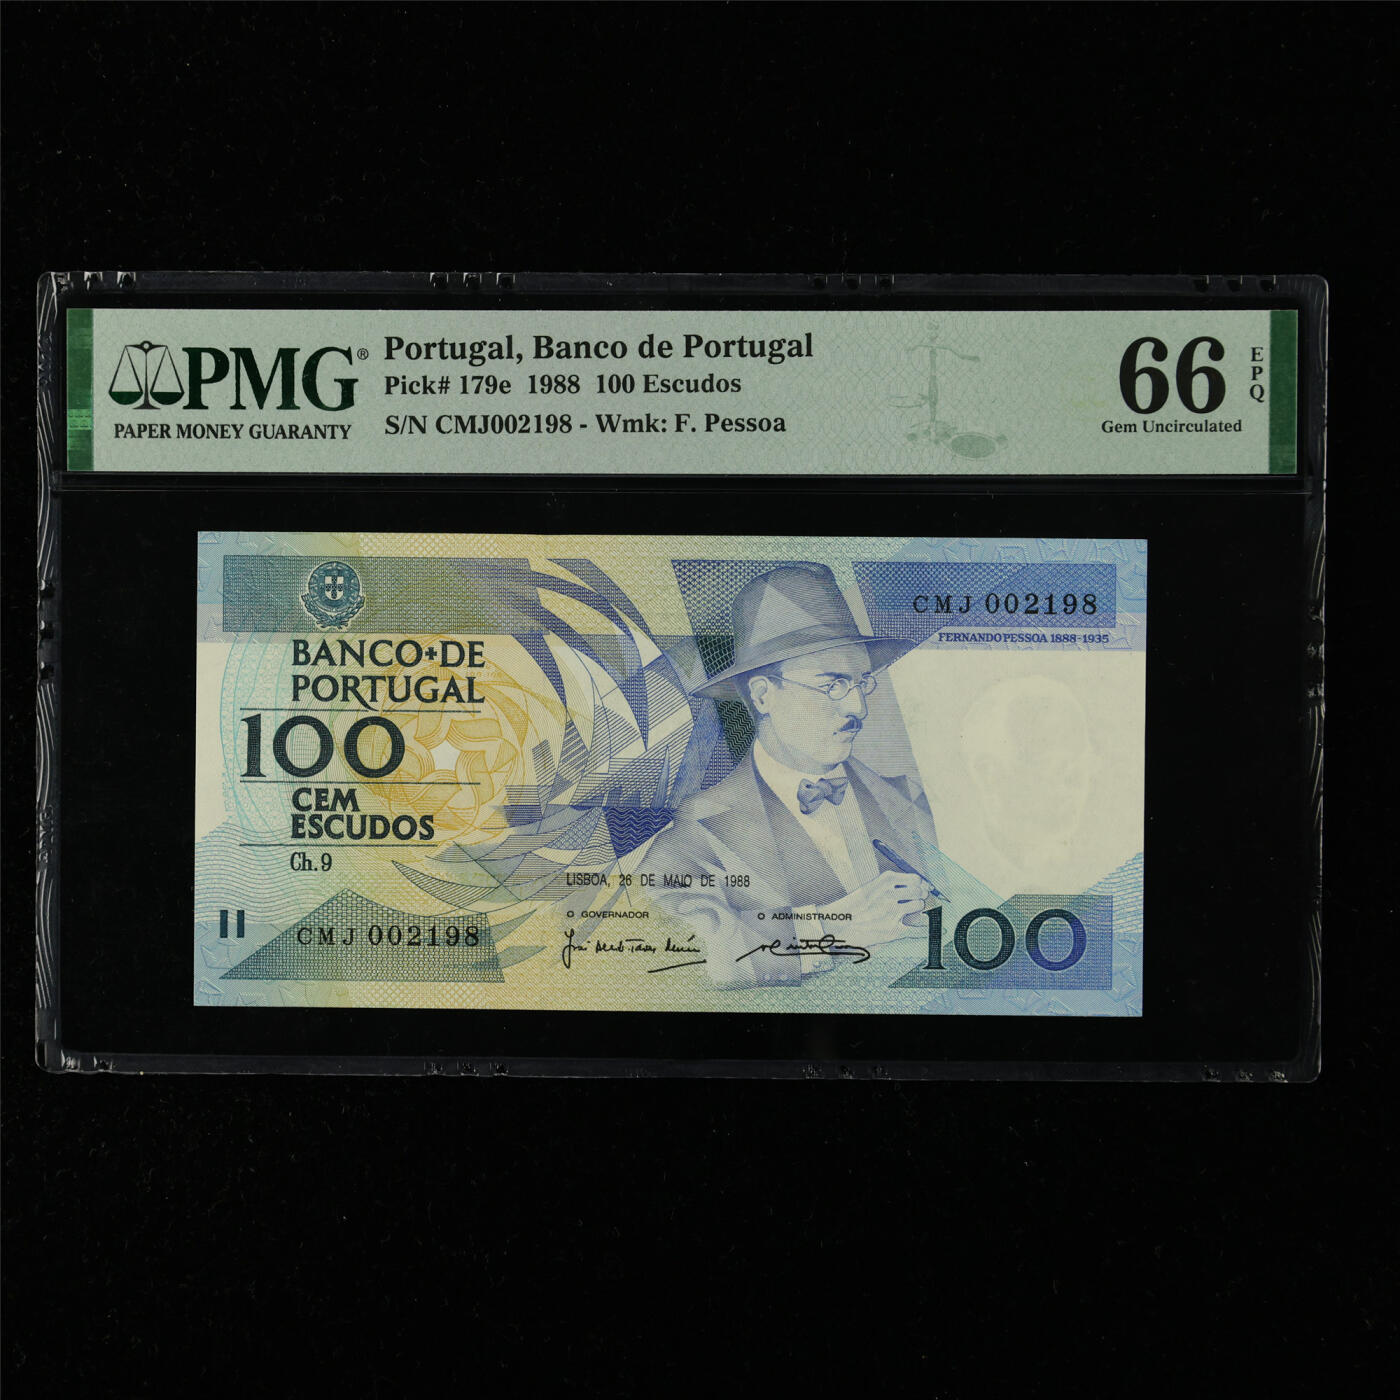 PMG®
PAPER MONEY GUARANTY
Portugal, Banco de Portugal
Pick# 179e 1988 100 Escudos
S/N CMJ002198 - Wmk: F. Pessoa
66
EPQ
Gem Uncirculated
CMJ 002198
FERNANDO PESSOA 1888-1935
BANCO+DE
PORTUGAL
100
CEM
ESCUDOS
Ch. 9
LISBOA, 26 DE MAIO DE 1988
O GOVERNADOR
O ADMINISTRADOR
CMJ 002198
100